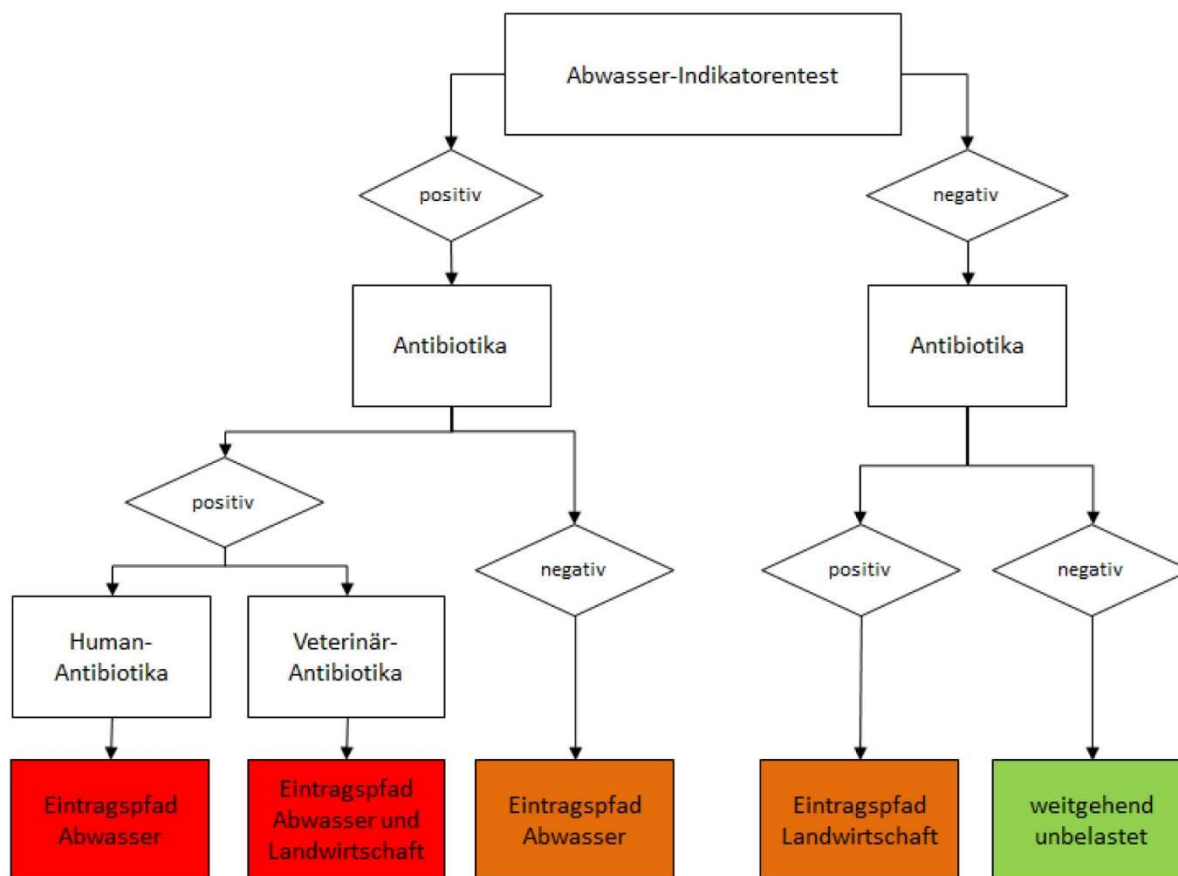 Abwasser-Indikatorentest
positiv
negativ
Antibiotika
Antibiotika
positiv
negativ
positiv
negativ
Human-
Antibiotika
Veterinär-
Antibiotika
Eintragspfad
Abwasser
Eintragspfad
Abwasser und
Landwirtschaft
Eintragspfad
Abwasser
Eintragspfad
Landwirtschaft
weitgehend
unbelastet